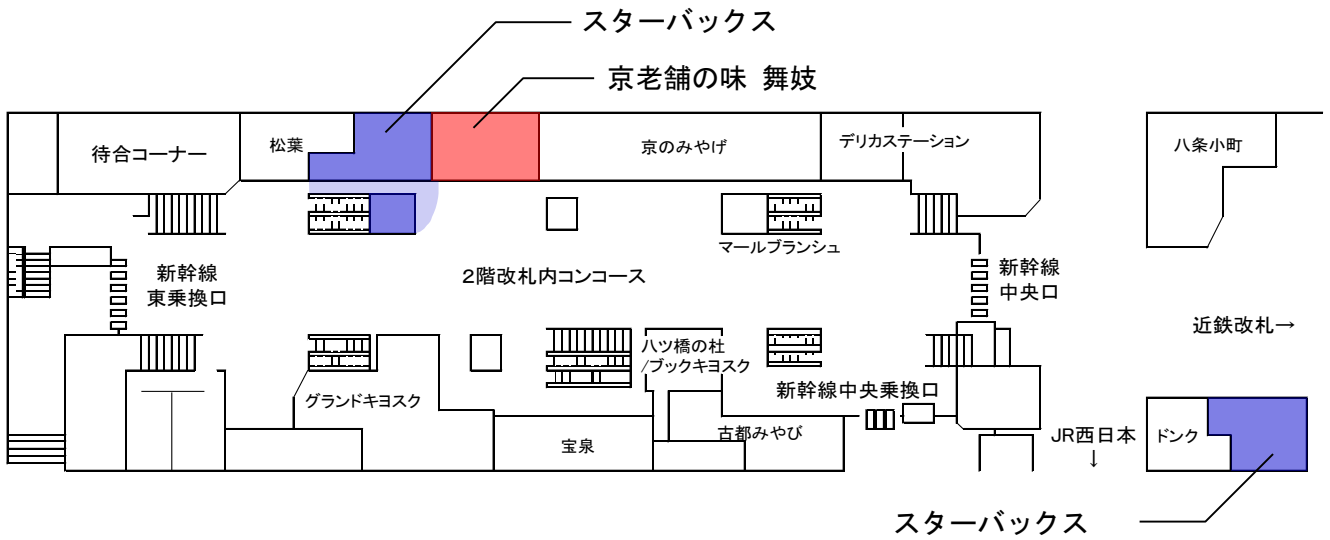 スターバックス
京老舗の味 舞妓
待合コーナー
松葉
京のみやげ
デリカステーション
八条小町
マールブランシュ
新幹線
東乗換口
2階改札内コンコース
新幹線
中央口
近鉄改札→
八ツ橋の杜
/ブックキヨスク
グランドキヨスク
新幹線中央乗換口
宝泉
古都みやび
JR西日本
↓
ドンク
スターバックス